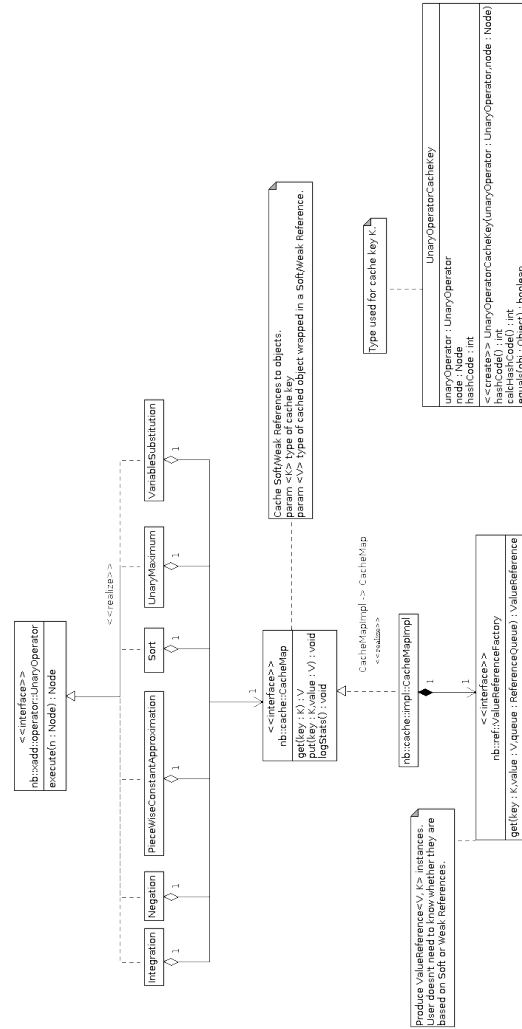 <<interface>>
nb::xadd::operator::UnaryOperator
execute(n : Node) : Node
<<realize>>
Integration
Negation
PieceWiseConstantApproximation
Sort
UnaryMaximum
VariableSubstitution
1
1
1
1
1
1
1
<<interface>>
nb::cache::CacheMap
get(key : K) : V
put(key : K,value : V) : void
logStats() : void
Cache Soft/Weak References to objects.
param <K> type of cache key
param <V> type of cached object wrapped in a Soft/Weak Reference.
CacheMapImpl -> CacheMap
<<realize>>
nb::cache::impl::CacheMapImpl
1
1
Type used for cache key K.
Produce ValueReference<V, K> instances.
User doesn't need to know whether they are
based on Soft or Weak References.
<<interface>>
nb::ref::ValueReferenceFactory
get(key : K,value : V,queue : ReferenceQueue) : ValueReference
UnaryOperatorCacheKey
unaryOperator : UnaryOperator
node : Node
hashCode : int
<<create>> UnaryOperatorCacheKey(unaryOperator : UnaryOperator,node : Node)
hashCode() : int
calcHashCode() : int
equals(obj : Object) : boolean